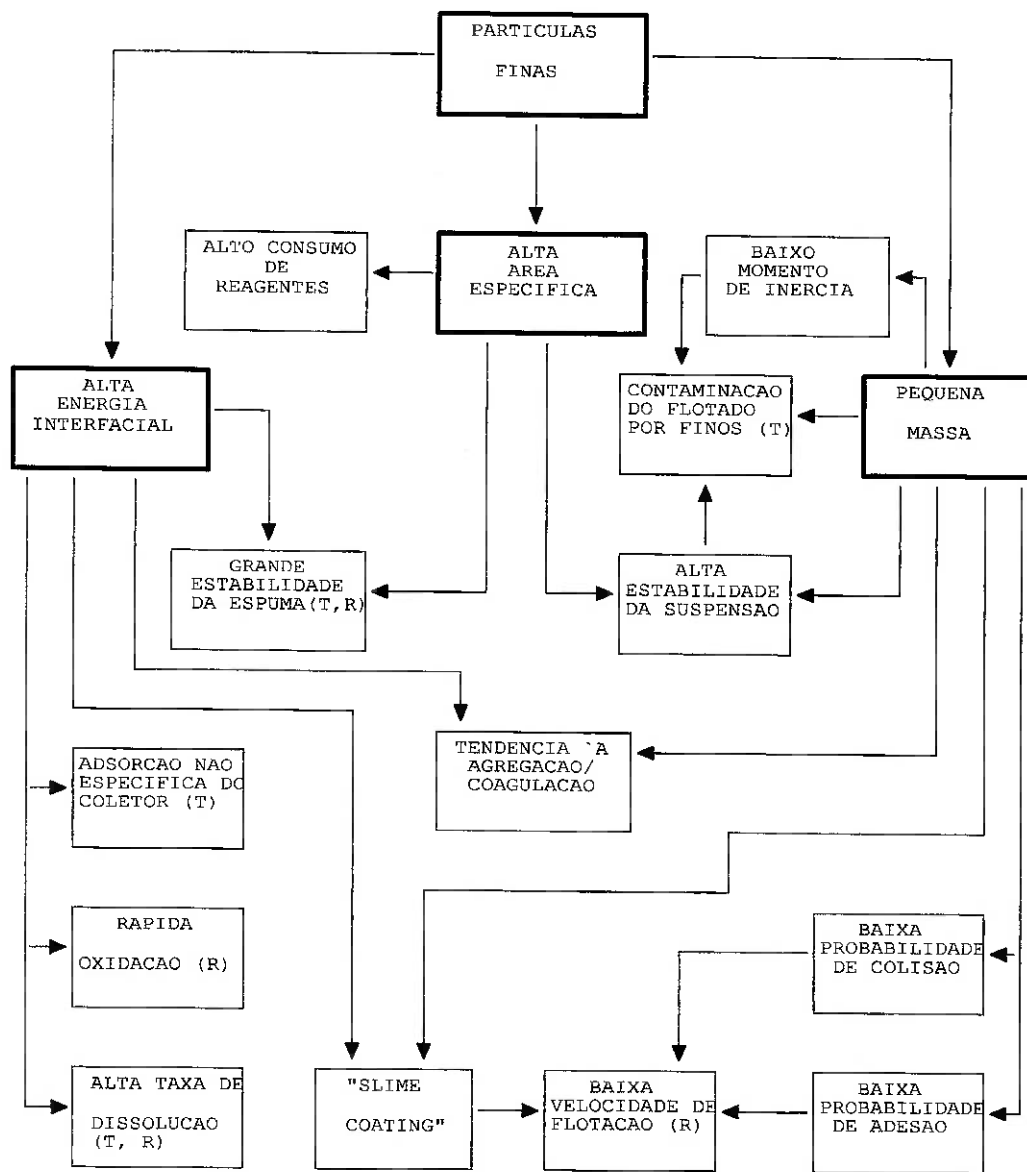 PARTICULAS
FINAS
ALTO CONSUMO
DE
REAGENTES
ALTA
AREA
ESPECIFICA
BAIXO
MOMENTO
DE INERCIA
ALTA
ENERGIA
INTERFACIAL
CONTAMINACAO
DO FLOTADO
POR FINOS (T)
PEQUENA
MASSA
GRANDE
ESTABILIDADE
DA ESPUMA(T,R)
ALTA
ESTABILIDADE
DA SUSPENSAO
TENDENCIA `A
AGREGACAO/
COAGULACAO
ADSORCAO NAO
ESPECIFICA DO
COLETOR (T)
RAPIDA
OXIDACAO (R)
BAIXA
PROBABILIDADE
DE COLISAO
ALTA TAXA DE
DISSOLUCAO
(T, R)
"SLIME
COATING"
BAIXA
VELOCIDADE DE
FLOTACAO (R)
BAIXA
PROBABILIDADE
DE ADESAO